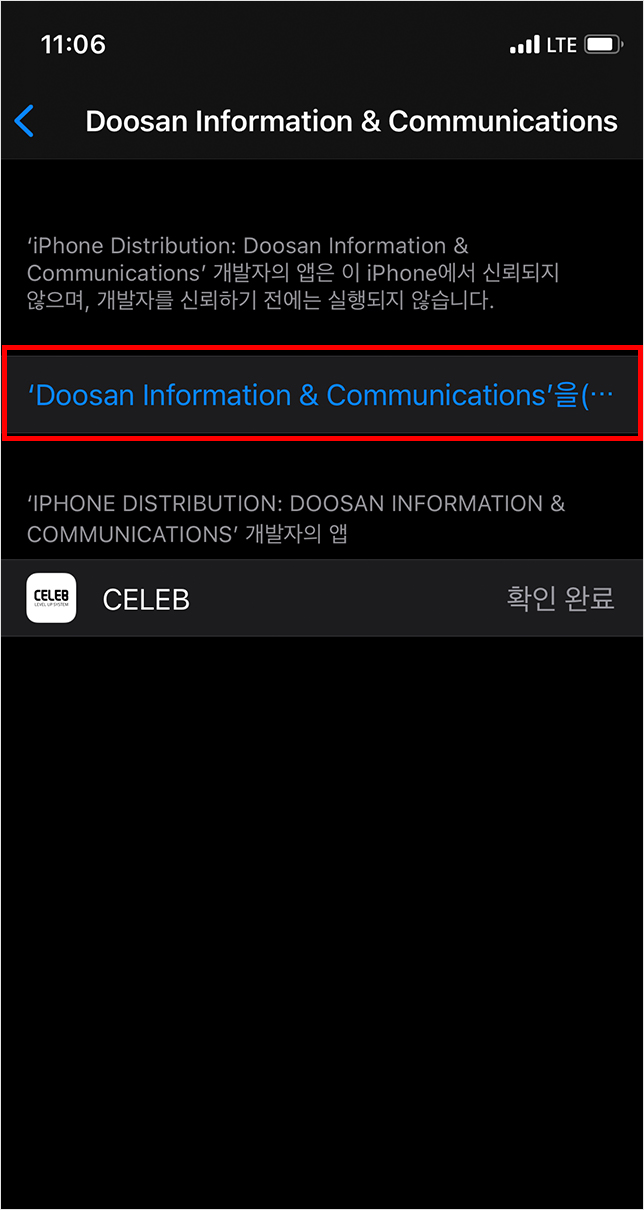 11:06
LTE
Doosan Information & Communications
‘iPhone Distribution: Doosan Information &
Communications’ 개발자의 앱은 이 iPhone에서 신뢰되지
않으며, 개발자를 신뢰하기 전에는 실행되지 않습니다.
‘Doosan Information & Communications’을(⋯
‘IPHONE DISTRIBUTION: DOOSAN INFORMATION &
COMMUNICATIONS’ 개발자의 앱
CELEB
LEVEL UP SYSTEM
CELEB
확인 완료